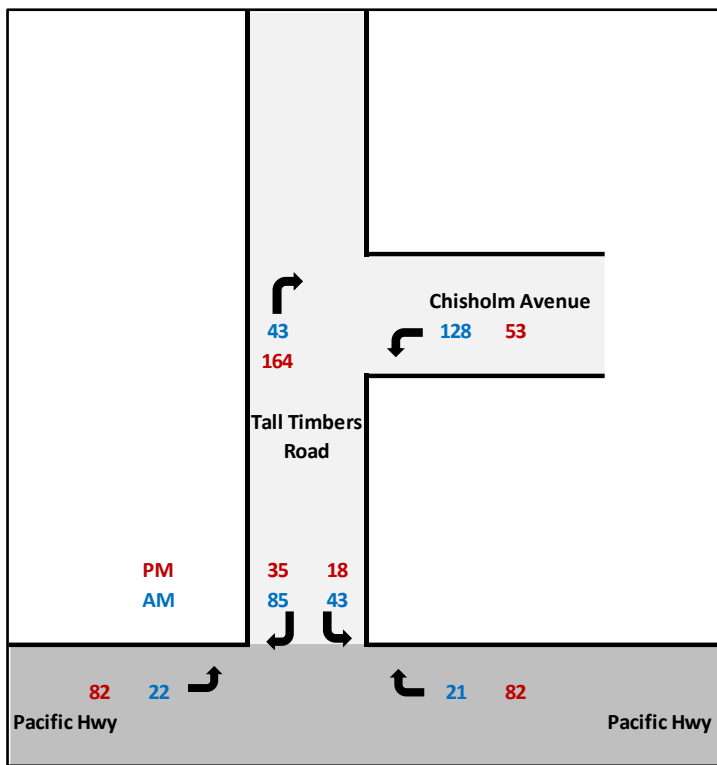 Chisholm Avenue
43 128 53
164
Tall Timbers
Road
PM 35 18
AM 85 43
82 22 21 82
Pacific Hwy Pacific Hwy